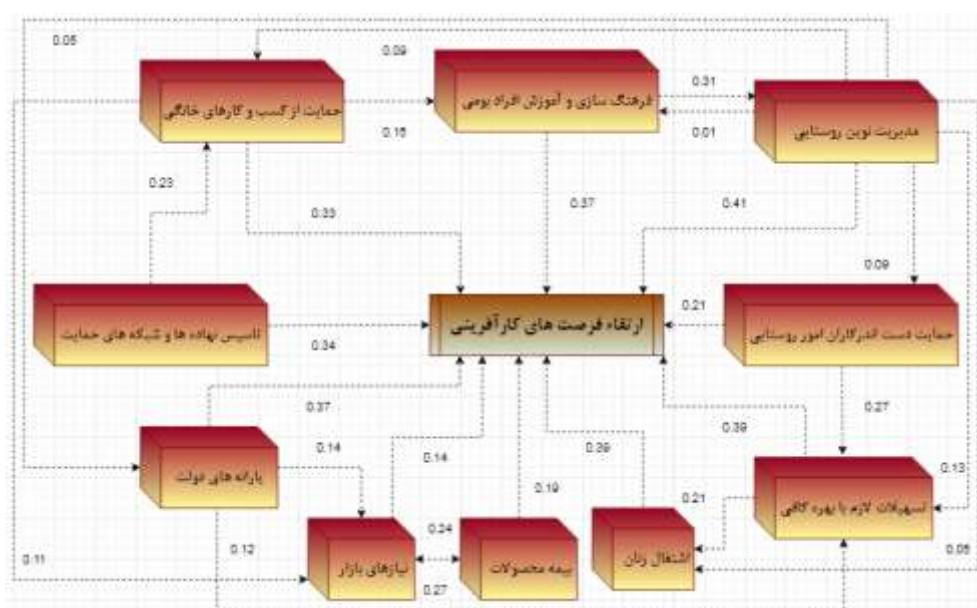 0.05
0.09
حمایت از کسب و کارهای خانگی
فرهنگ سازی و آموزش افراد بومی
0.31
مدیریت نوین روستایی
0.16
0.01
0.23
0.33
0.37
0.41
0.09
تاسیس نهاده ها و شبکه های حمایت
ارتقاء فرصت های کارآفرینی
0.21
حمایت دست اندرکاران امور روستایی
0.34
0.27
0.37
0.39
یارانه های دولت
0.14
0.14
0.39
0.19
0.21
تسهیلات لازم با بهره کافی
0.13
0.11
0.12
نیازهای بازار
0.24
0.27
بیمه محصولات
اشتغال زنان
0.05